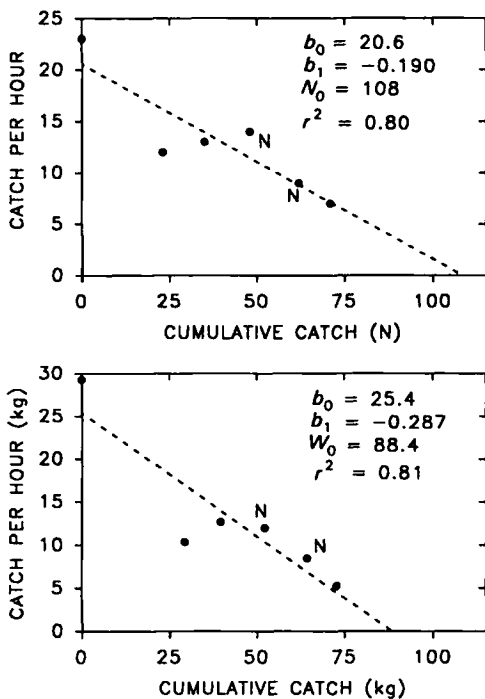 25
20
15
10
5
0
CATCH PER HOUR
b₀ = 20.6
b₁ = −0.190
N₀ = 108
r² = 0.80
N
N
0 25 50 75 100
CUMULATIVE CATCH (N)
30
25
20
15
10
5
0
CATCH PER HOUR (kg)
b₀ = 25.4
b₁ = −0.287
W₀ = 88.4
r² = 0.81
N
N
0 25 50 75 100
CUMULATIVE CATCH (kg)